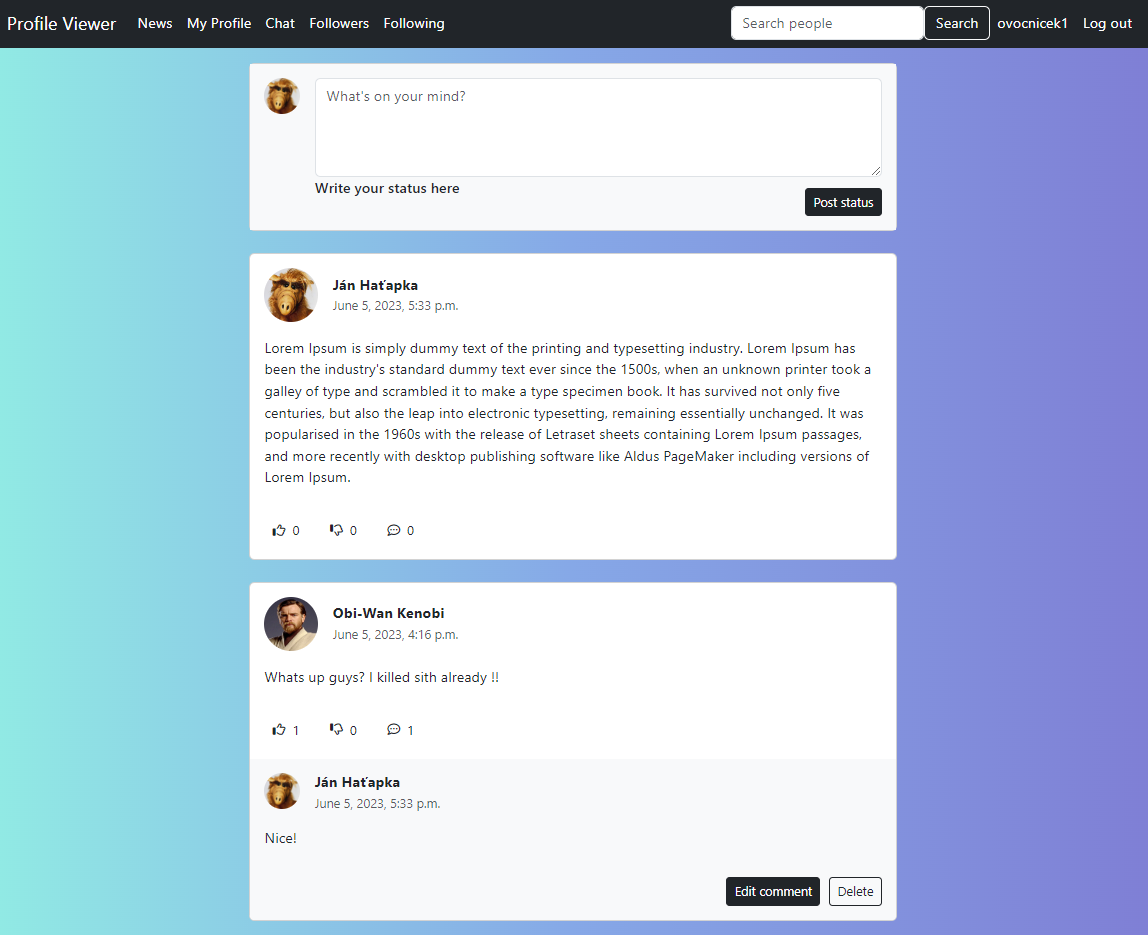 Profile Viewer News My Profile Chat Followers Following Search people Search ovocnicek1 Log out
What's on your mind?
Write your status here
Post status
Ján Haťapka
June 5, 2023, 5:33 p.m.
Lorem Ipsum is simply dummy text of the printing and typesetting industry. Lorem Ipsum has
been the industry's standard dummy text ever since the 1500s, when an unknown printer took a
galley of type and scrambled it to make a type specimen book. It has survived not only five
centuries, but also the leap into electronic typesetting, remaining essentially unchanged. It was
popularised in the 1960s with the release of Letraset sheets containing Lorem Ipsum passages,
and more recently with desktop publishing software like Aldus PageMaker including versions of
Lorem Ipsum.
0 0 0
Obi-Wan Kenobi
June 5, 2023, 4:16 p.m.
Whats up guys? I killed sith already !!
1 0 1
Ján Haťapka
June 5, 2023, 5:33 p.m.
Nice!
Edit comment Delete